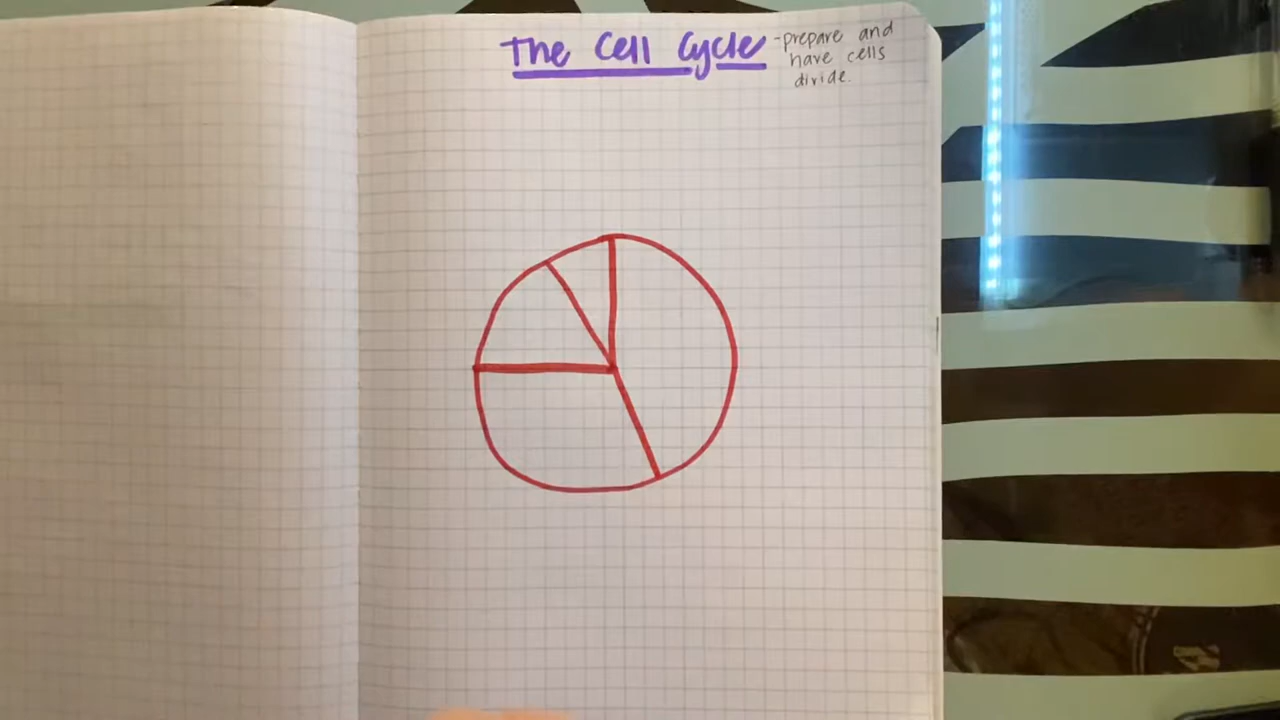 The Cell Cycle
-prepare and
have cells
divide.